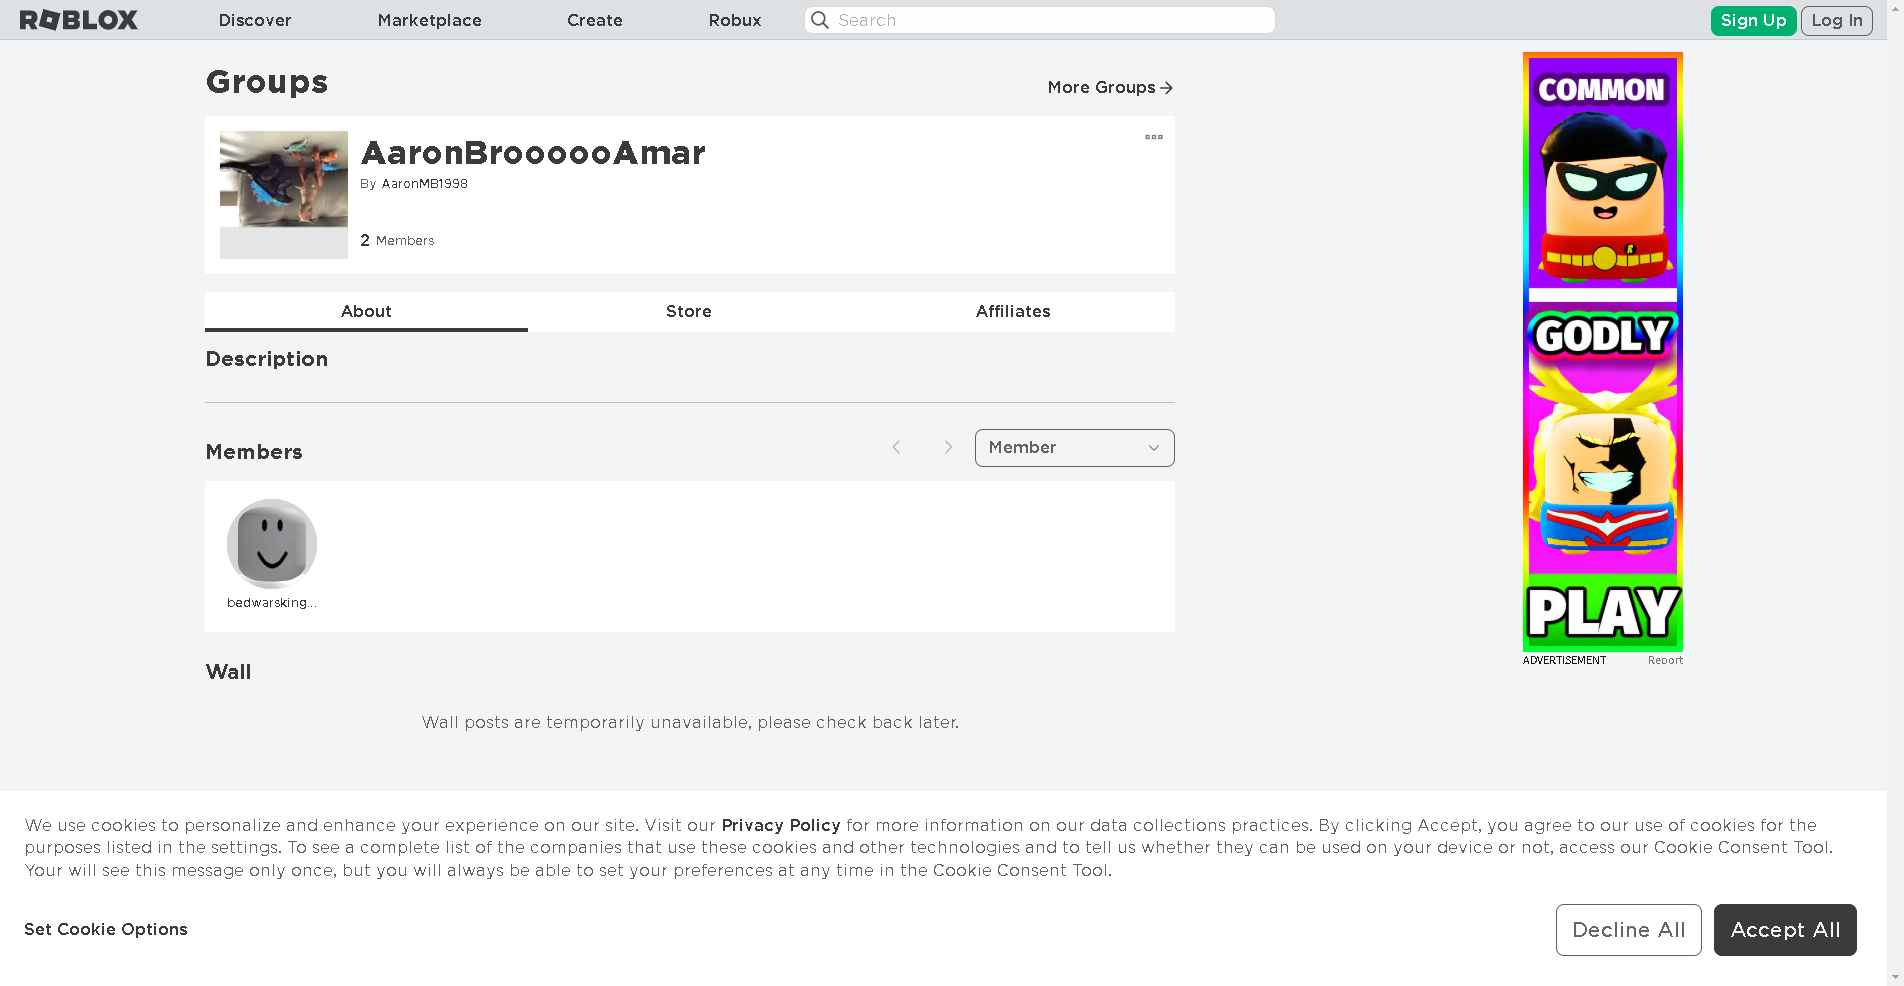 ROBLOX
Discover
Marketplace
Create
Robux
Search
Sign Up
Log In
Groups
More Groups
AaronBroooooAmar
By AaronMB1998
2 Members
About
Store
Affiliates
Description
Members
Member
bedwarsking...
Wall
Wall posts are temporarily unavailable, please check back later.
COMMON
R
GODLY
PLAY
ADVERTISEMENT
Report
We use cookies to personalize and enhance your experience on our site. Visit our Privacy Policy for more information on our data collections practices. By clicking Accept, you agree to our use of cookies for the
purposes listed in the settings. To see a complete list of the companies that use these cookies and other technologies and to tell us whether they can be used on your device or not, access our Cookie Consent Tool.
Your will see this message only once, but you will always be able to set your preferences at any time in the Cookie Consent Tool.
Set Cookie Options
Decline All
Accept All